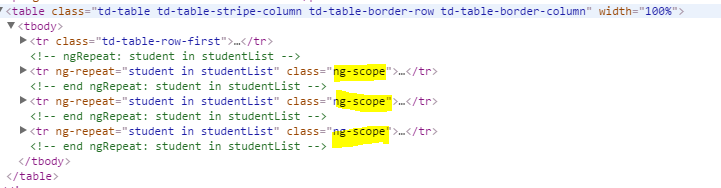 <table class="td-table td-table-stripe-column td-table-border-row td-table-border-column" width="100%">
▼<tbody>
▶<tr class="td-table-row-first">…</tr>
<!-- ngRepeat: student in studentList -->
▶<tr ng-repeat="student in studentList" class="ng-scope">…</tr>
<!-- end ngRepeat: student in studentList -->
▶<tr ng-repeat="student in studentList" class="ng-scope">…</tr>
<!-- end ngRepeat: student in studentList -->
▶<tr ng-repeat="student in studentList" class="ng-scope">…</tr>
<!-- end ngRepeat: student in studentList -->
</tbody>
</table>